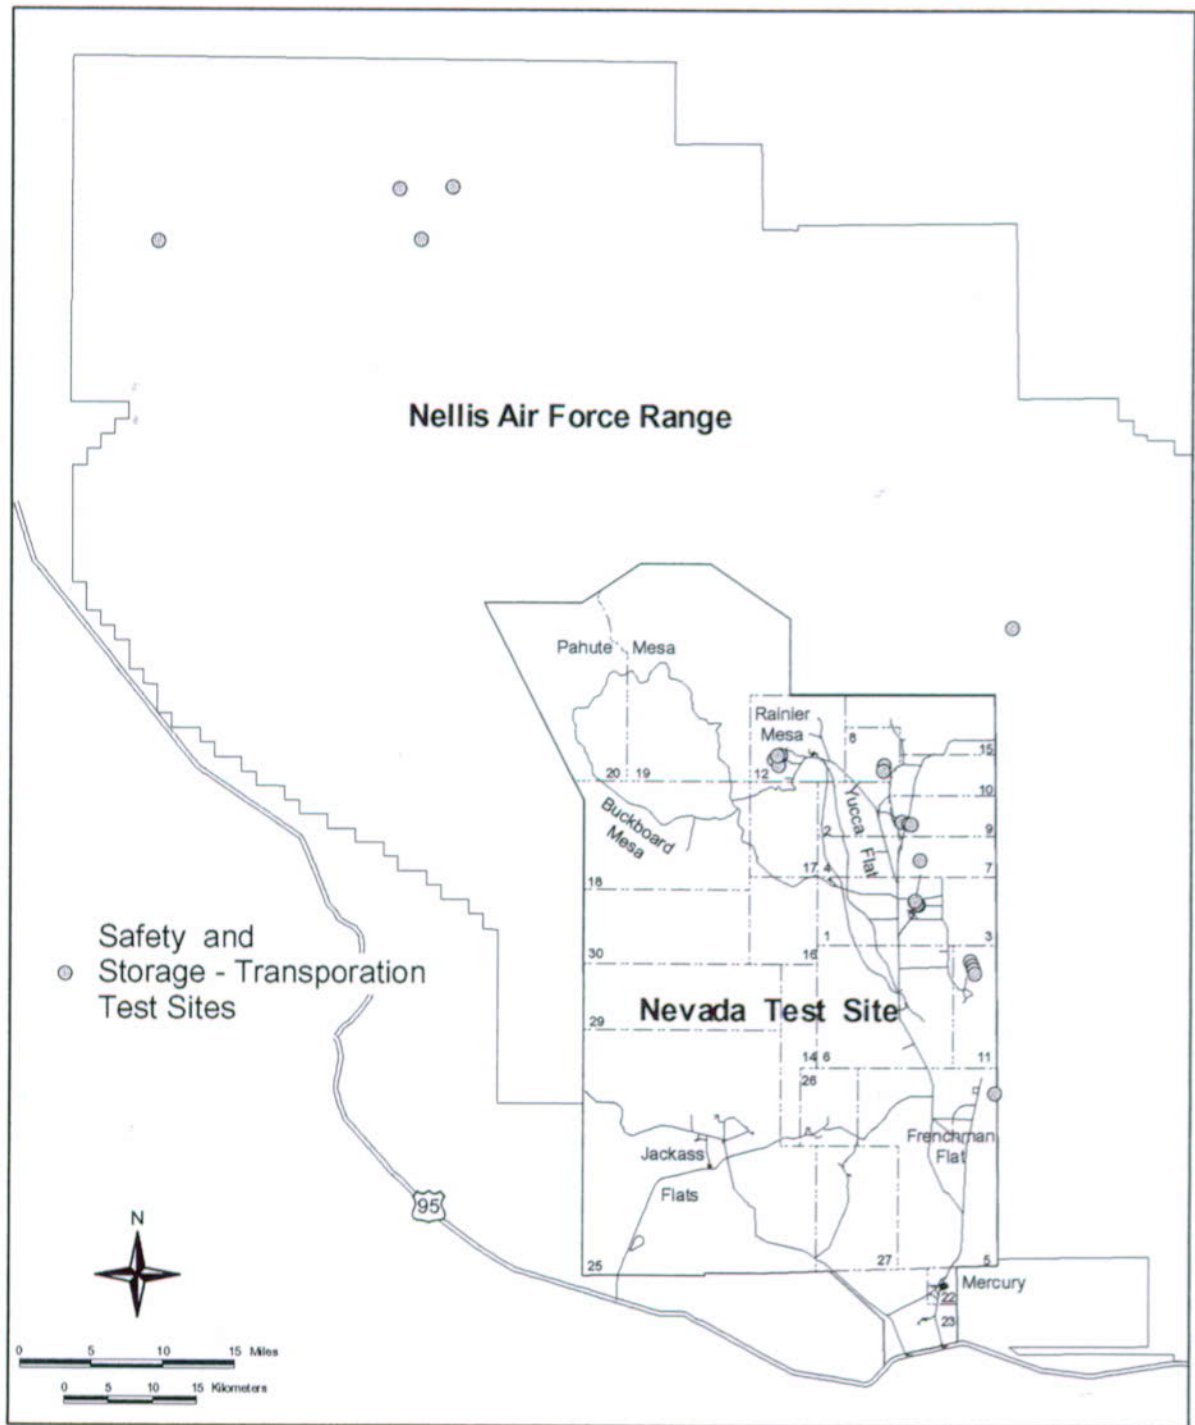 Nellis Air Force Range
Pahute Mesa
Rainier
Mesa
8
15
20 19
12
10
Buckboard
Mesa
Yucca Flat
2
9
17 4
7
18
Safety and
Storage - Transporation
Test Sites
1
3
30
16
Nevada Test Site
29
14 6
11
26
Frenchman
Flat
Jackass
Flats
95
N
25
27
5
Mercury
22
23
0 5 10 15 Miles
0 5 10 15 Kilometers